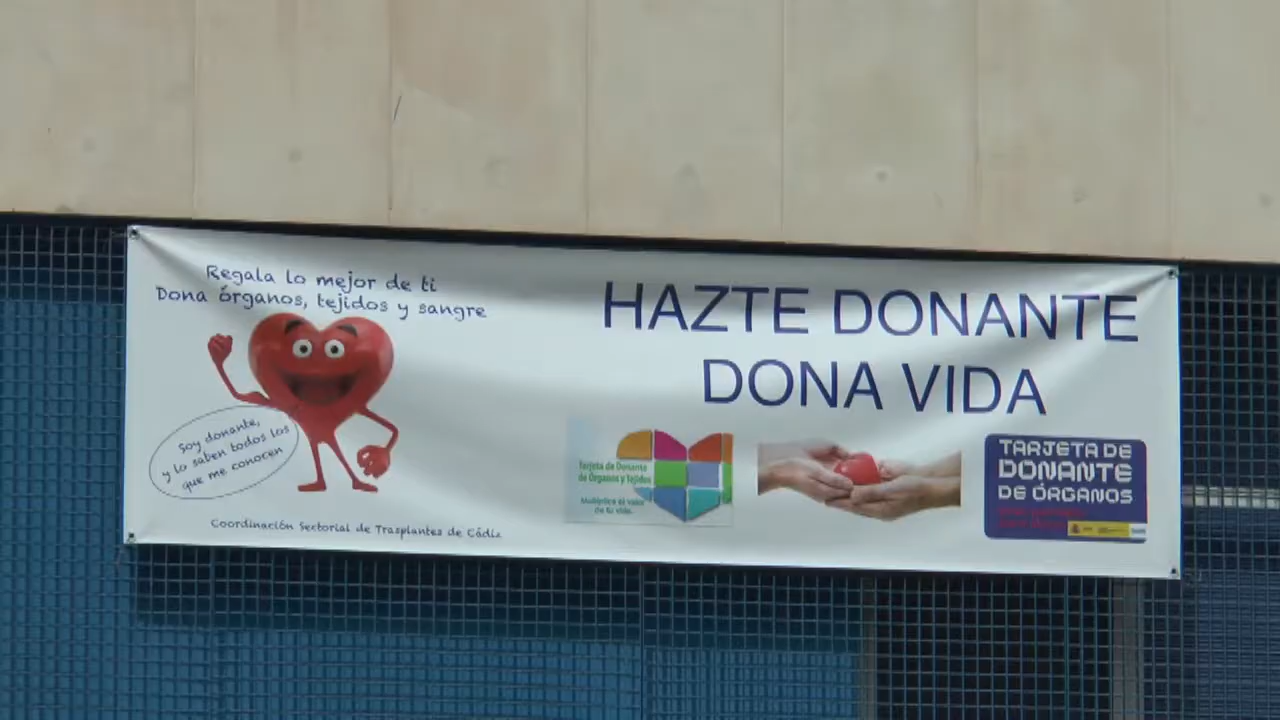 Regala lo mejor de ti
Dona órganos, tejidos y sangre
Soy donante,
y lo saben todos los
que me conocen
Coordinación Sectorial de Trasplantes de Cádiz
HAZTE DONANTE
DONA VIDA
Tarjeta de Donante
de Órganos y Tejidos
Multiplica el valor
de tu vida.
TARJETA DE
DONANTE
DE ÓRGANOS